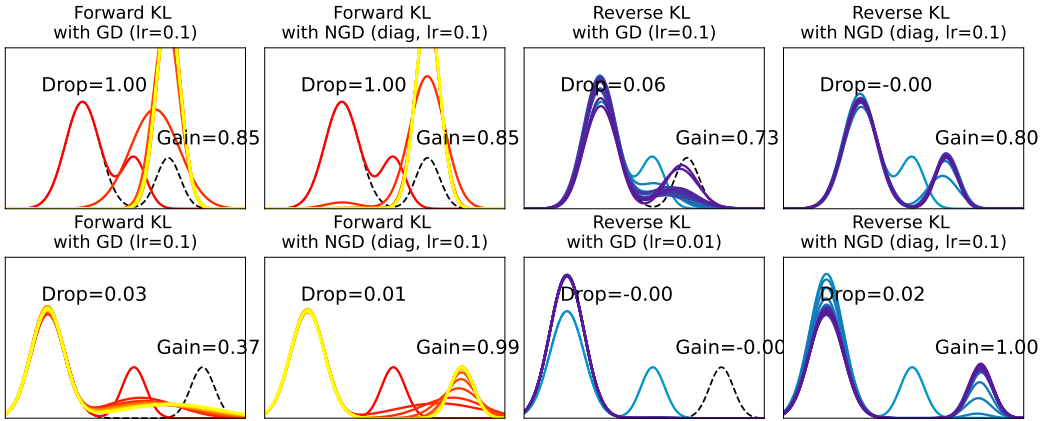 Forward KL
with GD (lr=0.1)
Drop=1.00
Gain=0.85
Forward KL
with NGD (diag, lr=0.1)
Drop=1.00
Gain=0.85
Reverse KL
with GD (lr=0.1)
Drop=0.06
Gain=0.73
Reverse KL
with NGD (diag, lr=0.1)
Drop=-0.00
Gain=0.80
Forward KL
with GD (lr=0.1)
Drop=0.03
Gain=0.37
Forward KL
with NGD (diag, lr=0.1)
Drop=0.01
Gain=0.99
Reverse KL
with GD (lr=0.01)
Drop=-0.00
Gain=-0.00
Reverse KL
with NGD (diag, lr=0.1)
Drop=0.02
Gain=1.00